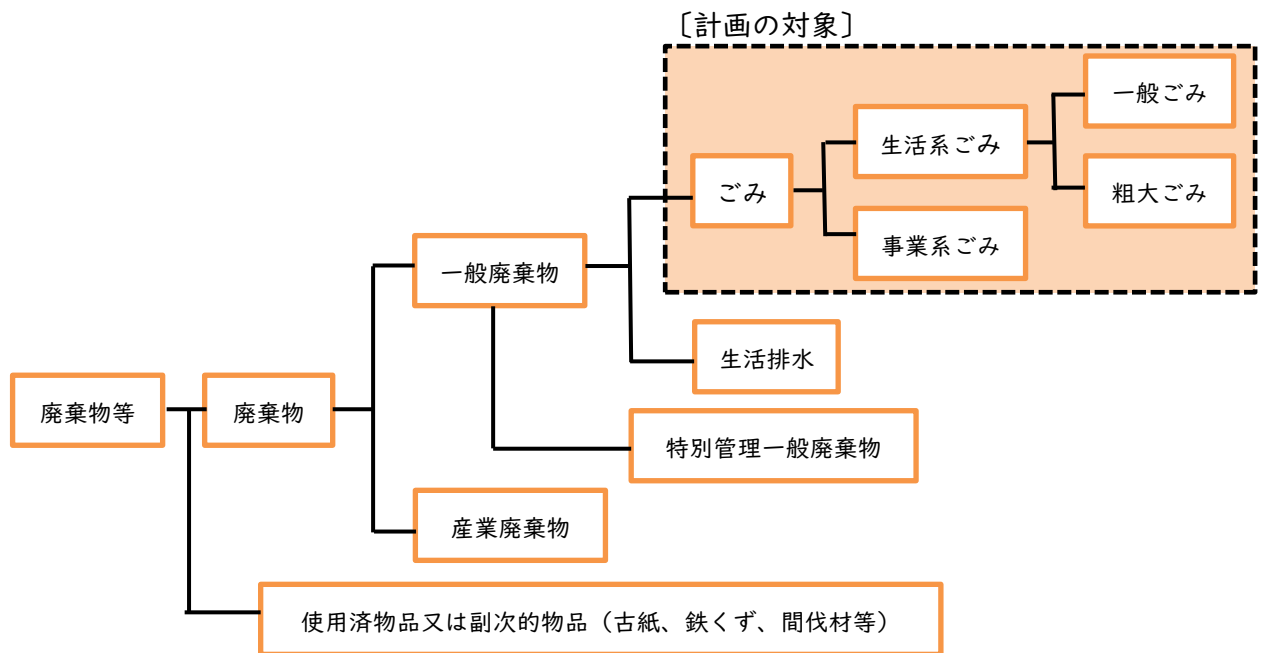 〔計画の対象〕
一般ごみ
生活系ごみ
ごみ
粗大ごみ
事業系ごみ
一般廃棄物
生活排水
廃棄物等
廃棄物
特別管理一般廃棄物
産業廃棄物
使用済物品又は副次的物品（古紙、鉄くず、間伐材等）